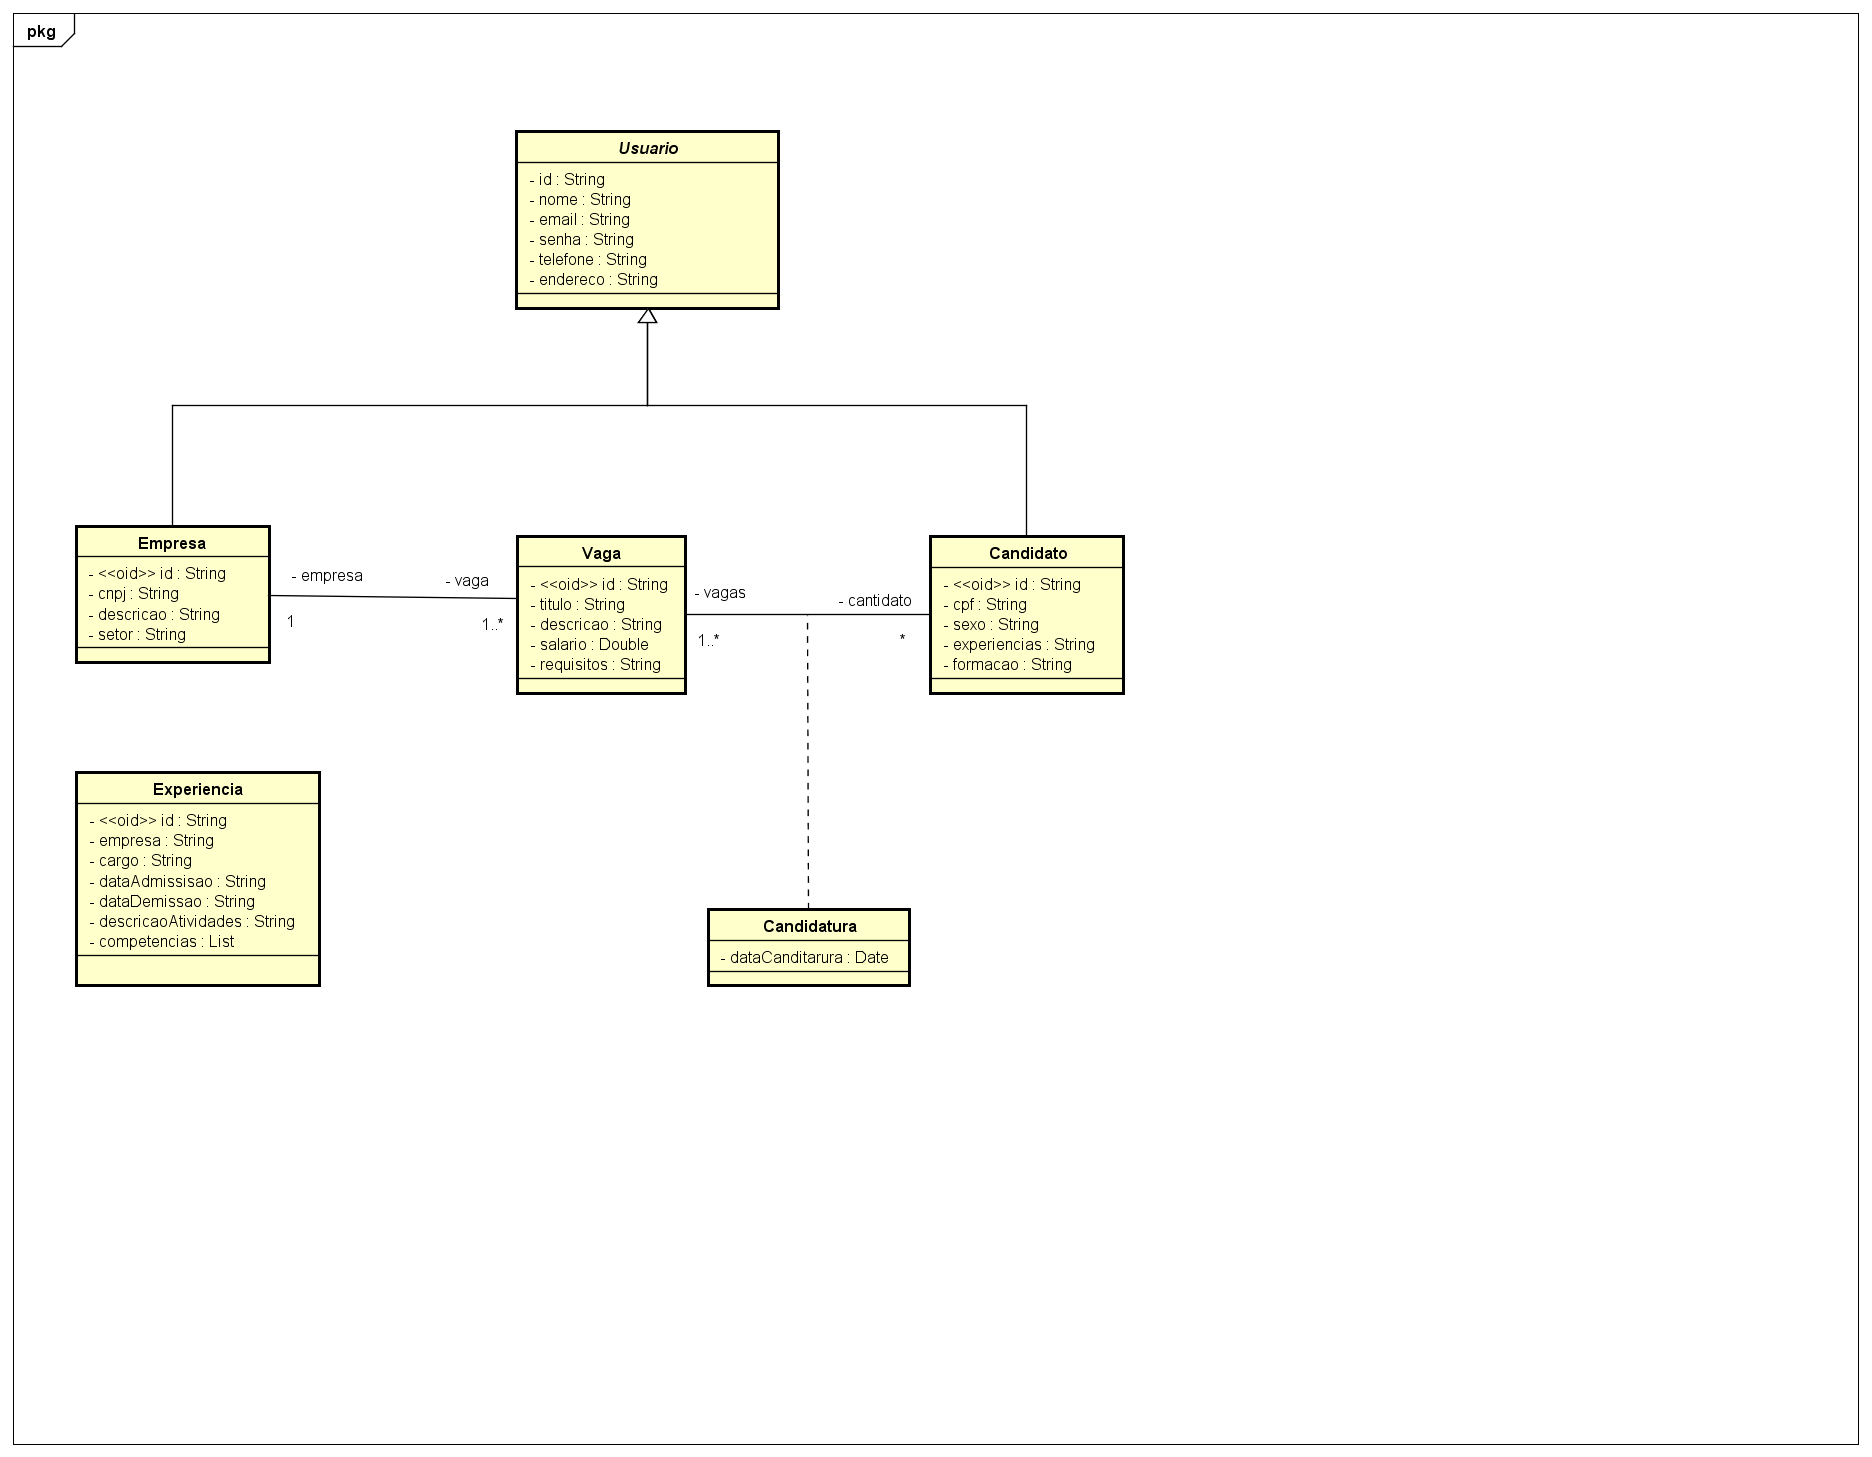 pkg
Usuario
- id : String
- nome : String
- email : String
- senha : String
- telefone : String
- endereco : String
Empresa
- <<oid>> id : String
- cnpj : String
- descricao : String
- setor : String
- empresa
1
- vaga
1..*
Vaga
- <<oid>> id : String
- titulo : String
- descricao : String
- salario : Double
- requisitos : String
- vagas
1..*
- cantidato
*
Candidato
- <<oid>> id : String
- cpf : String
- sexo : String
- experiencias : String
- formacao : String
Experiencia
- <<oid>> id : String
- empresa : String
- cargo : String
- dataAdmissisao : String
- dataDemissao : String
- descricaoAtividades : String
- competencias : List
Candidatura
- dataCanditarura : Date